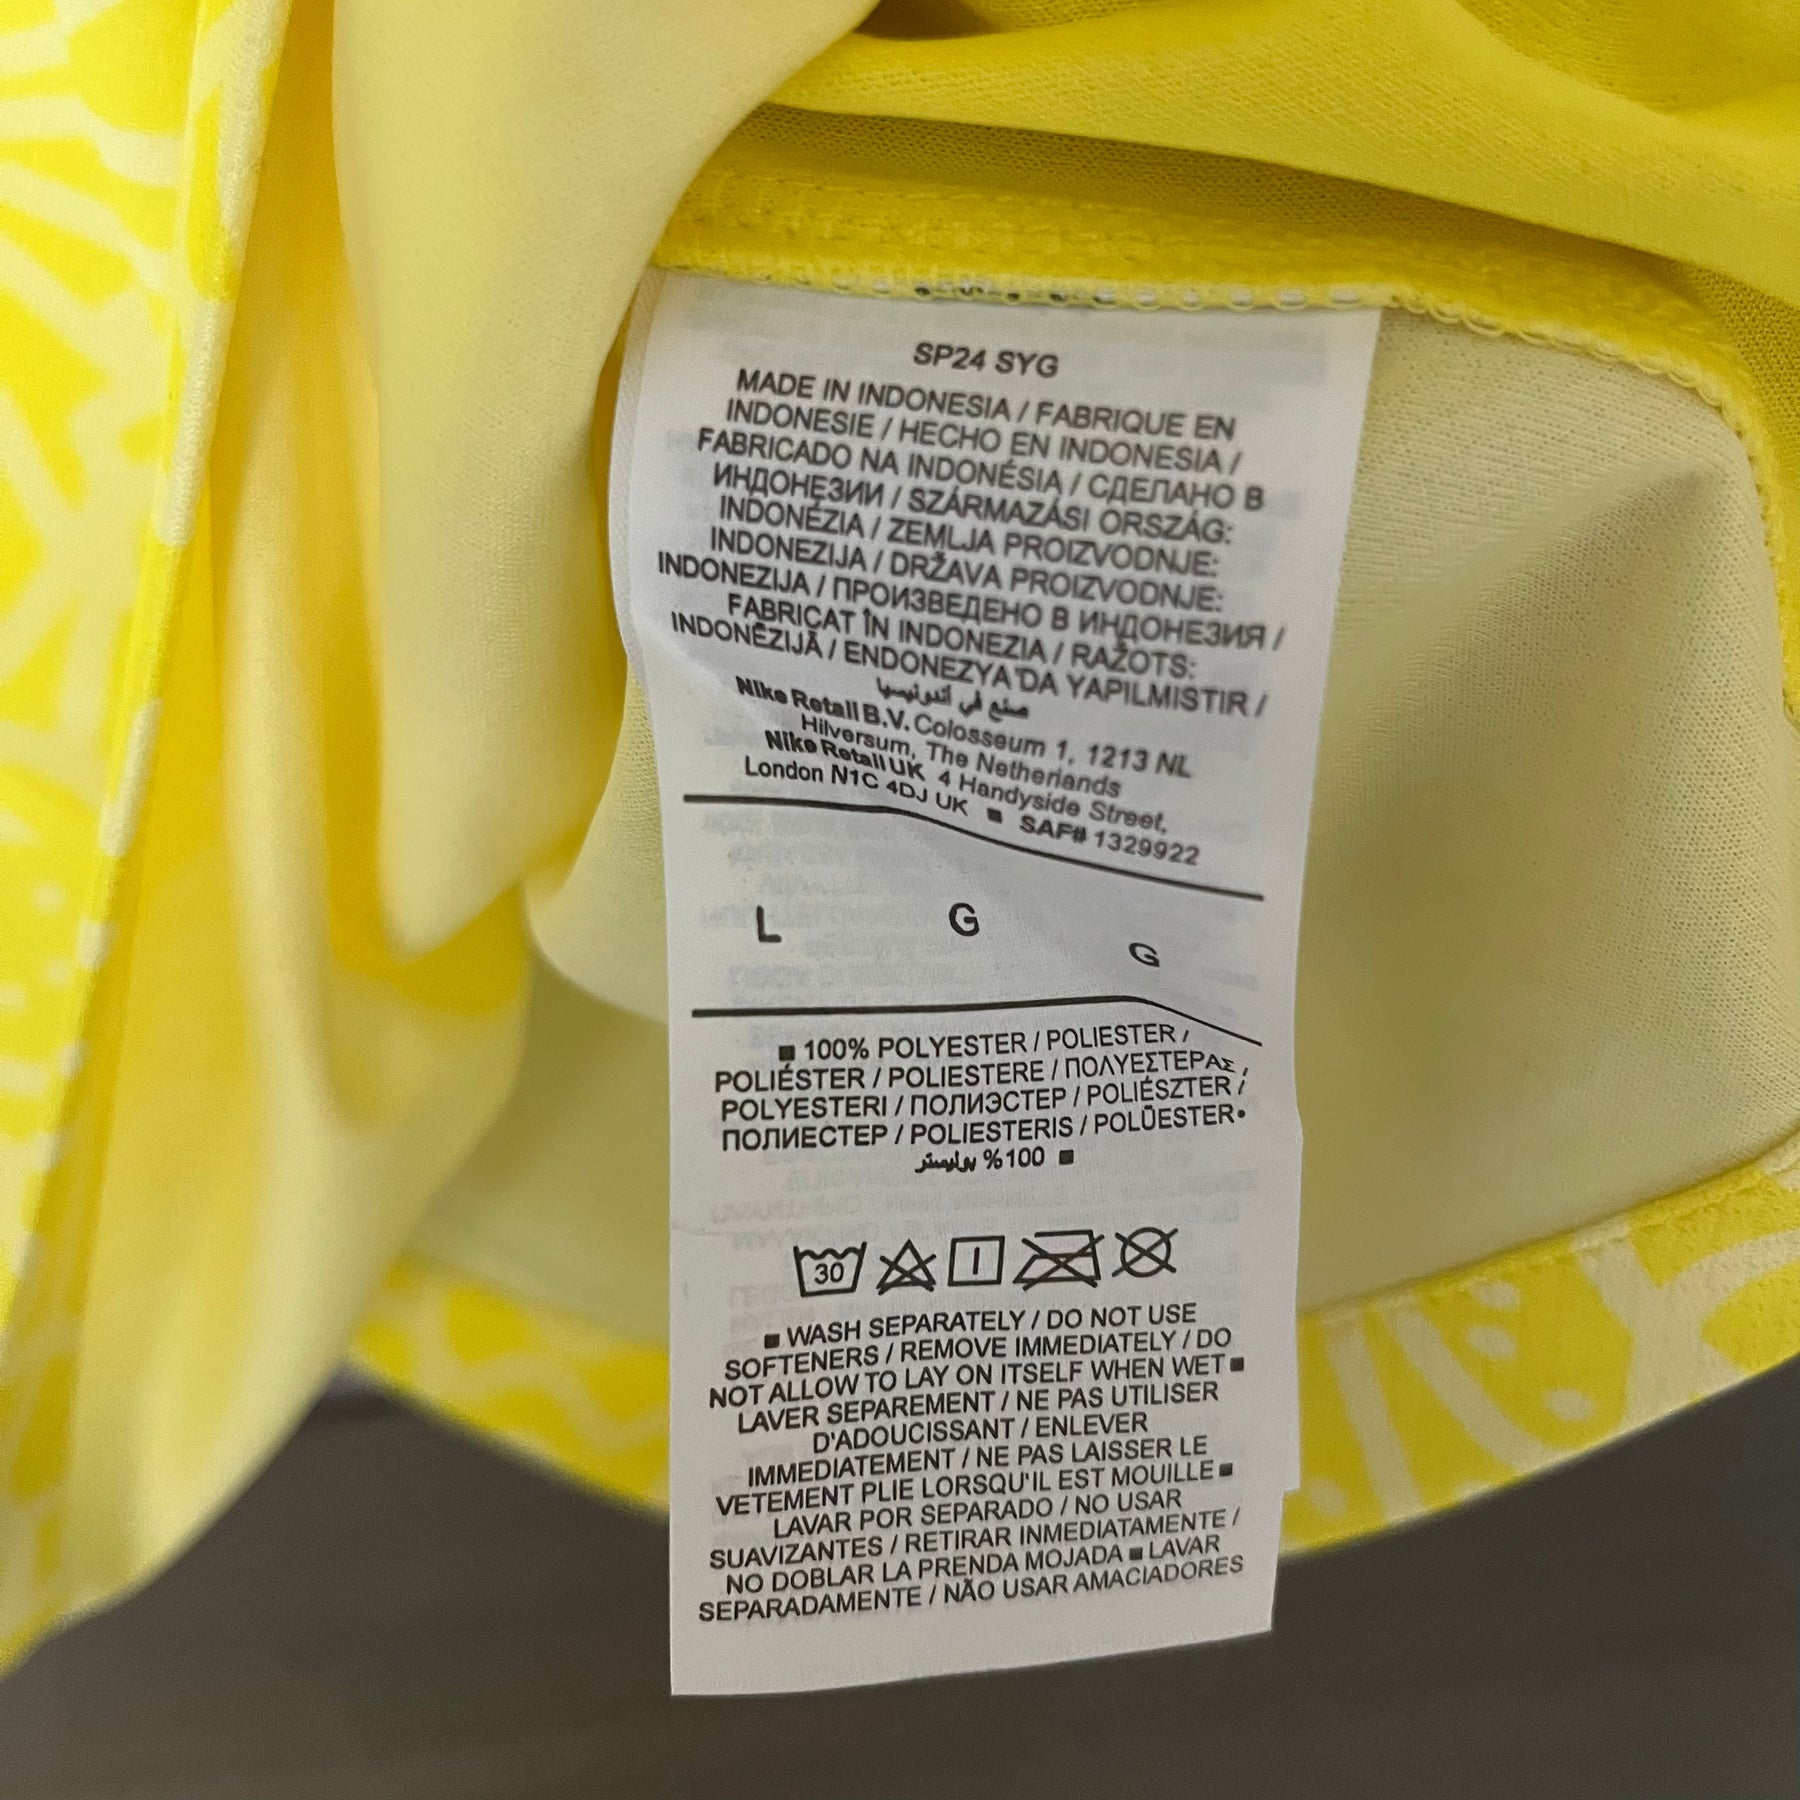 SP24 SYG
MADE IN INDONESIA / FABRIQUE EN
INDONESIE / HECHO EN INDONESIA /
FABRICADO NA INDONÉSIA / СДЕЛАНО В
ИНДОНЕЗИИ / SZÁRMAZÁSI ORSZÁG:
INDONÉZIA / ZEMLJA PROIZVODNJE:
INDONEZIJA / DRŽAVA PROIZVODNJE:
INDONEZIJA / ПРОИЗВЕДЕНО В ИНДОНЕЗИЯ /
FABRICAT ÎN INDONEZIA / RAŽOTS:
INDONĒZIJĀ / ENDONEZYA'DA YAPILMISTIR /
صنع في أندونيسيا
Nike Retail B.V. Colosseum 1, 1213 NL
Hilversum, The Netherlands
Nike Retail UK 4 Handyside Street,
London N1C 4DJ UK ■ SAF# 1329922
L G G
■ 100% POLYESTER / POLIESTER /
POLIÉSTER / POLIESTERE / ΠΟΛΥΕΣΤΕΡΑΣ /
POLYESTERI / ПОЛИЭСТЕР / POLIÉSZTER /
ПОЛИЕСТЕР / POLIESTERIS / POLÜESTER
■ 100% بوليستر
30
■ WASH SEPARATELY / DO NOT USE
SOFTENERS / REMOVE IMMEDIATELY / DO
NOT ALLOW TO LAY ON ITSELF WHEN WET ■
LAVER SEPAREMENT / NE PAS UTILISER
D'ADOUCISSANT / ENLEVER
IMMEDIATEMENT / NE PAS LAISSER LE
VETEMENT PLIE LORSQU'IL EST MOUILLE ■
LAVAR POR SEPARADO / NO USAR
SUAVIZANTES / RETIRAR INMEDIATAMENTE /
NO DOBLAR LA PRENDA MOJADA ■ LAVAR
SEPARADAMENTE / NÃO USAR AMACIADORES